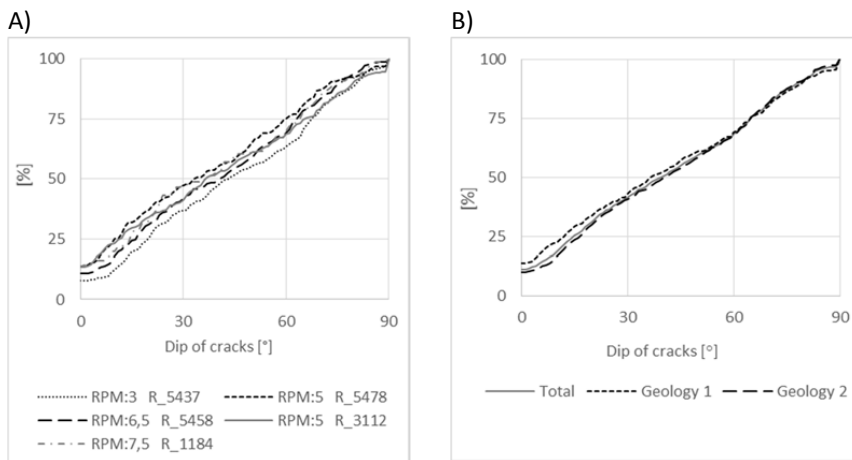 A)
B)
100
75
50
25
0
[%]
0 30 60 90
Dip of cracks [°]
RPM:3 R_5437
RPM:5 R_5478
RPM:6,5 R_5458
RPM:5 R_3112
RPM:7,5 R_1184
100
75
50
25
0
[%]
0 30 60 90
Dip of cracks [°]
Total
Geology 1
Geology 2